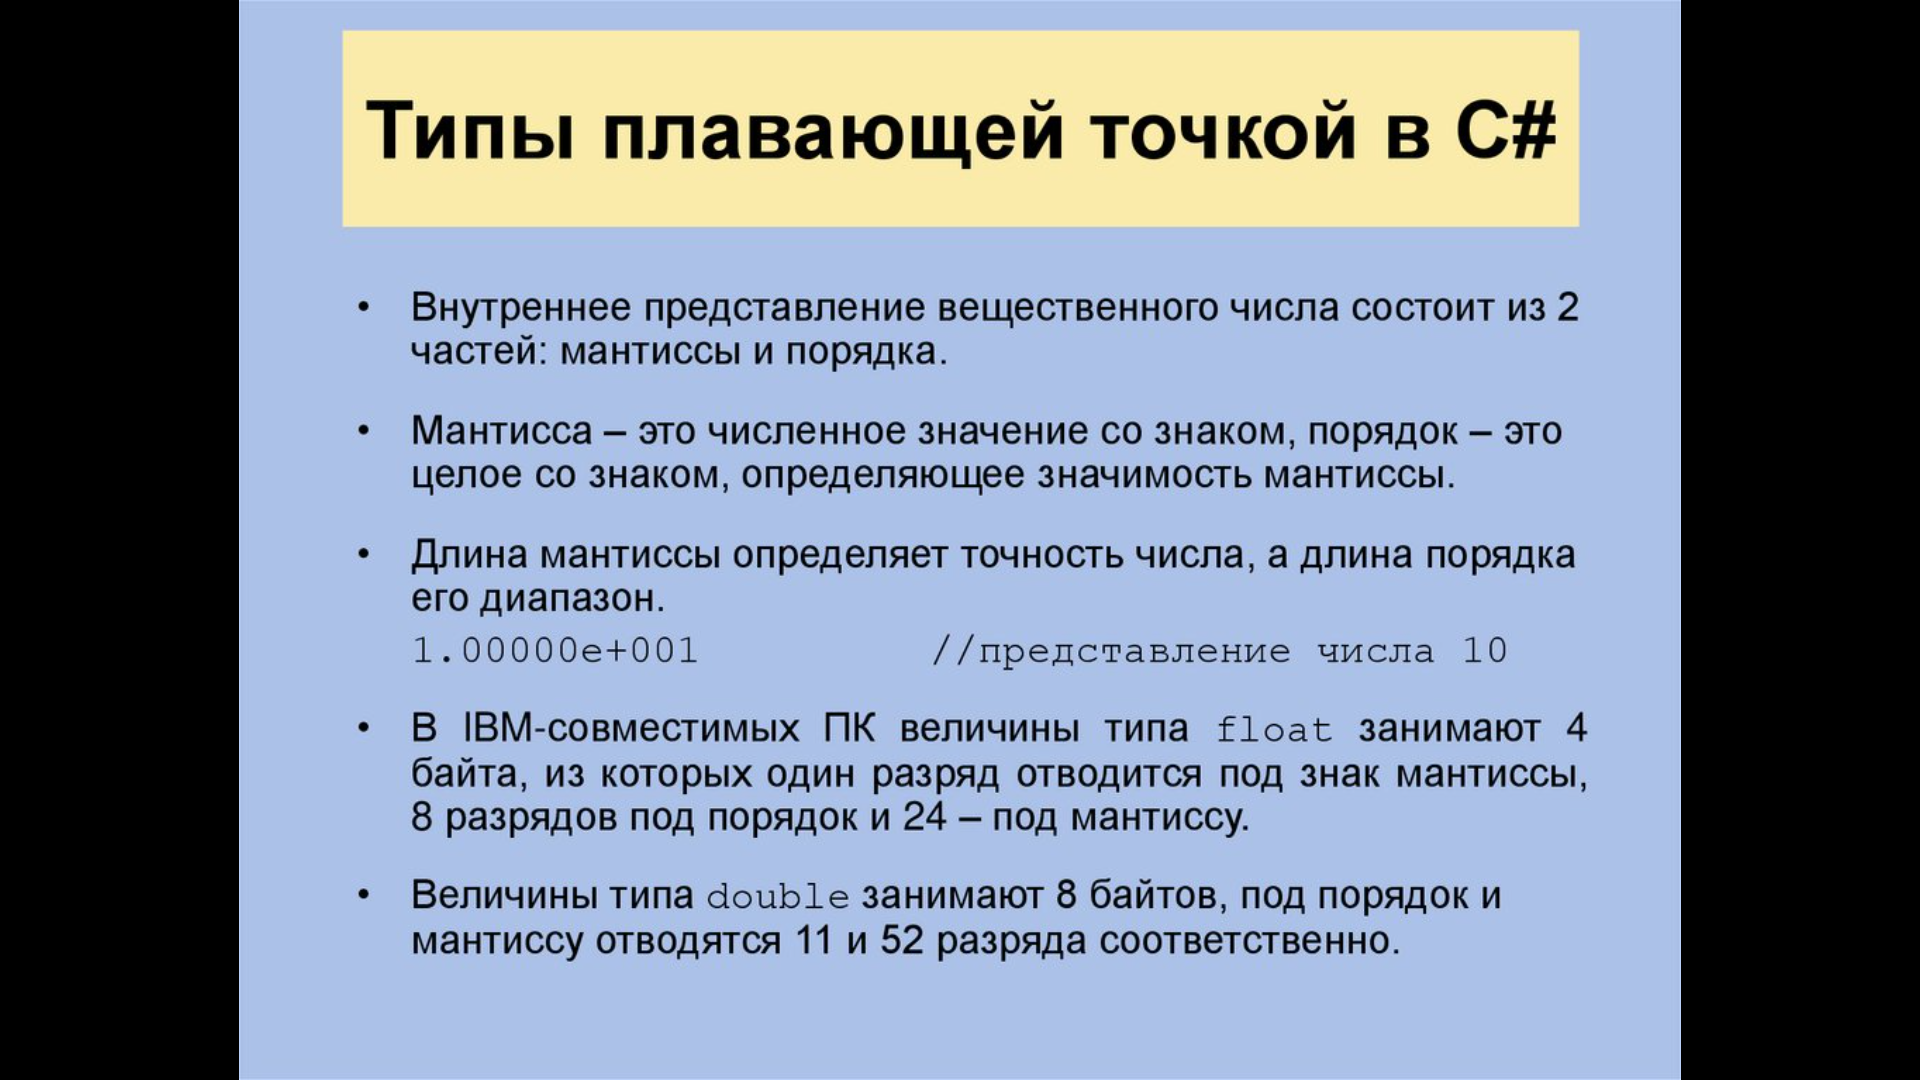 Типы плавающей точкой в C#
• Внутреннее представление вещественного числа состоит из 2
частей: мантиссы и порядка.
• Мантисса – это численное значение со знаком, порядок – это
целое со знаком, определяющее значимость мантиссы.
• Длина мантиссы определяет точность числа, а длина порядка
его диапазон.
1.00000e+001 //представление числа 10
• В IBM-совместимых ПК величины типа float занимают 4
байта, из которых один разряд отводится под знак мантиссы,
8 разрядов под порядок и 24 – под мантиссу.
• Величины типа double занимают 8 байтов, под порядок и
мантиссу отводятся 11 и 52 разряда соответственно.